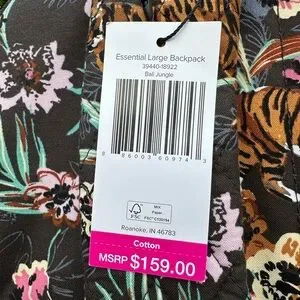 Essential Large Backpack
39440-18922
Bali Jungle
8 86003 60974 3
FSC
MIX
Paper
Roanoke, IN 46783
Cotton
MSRP $159.00